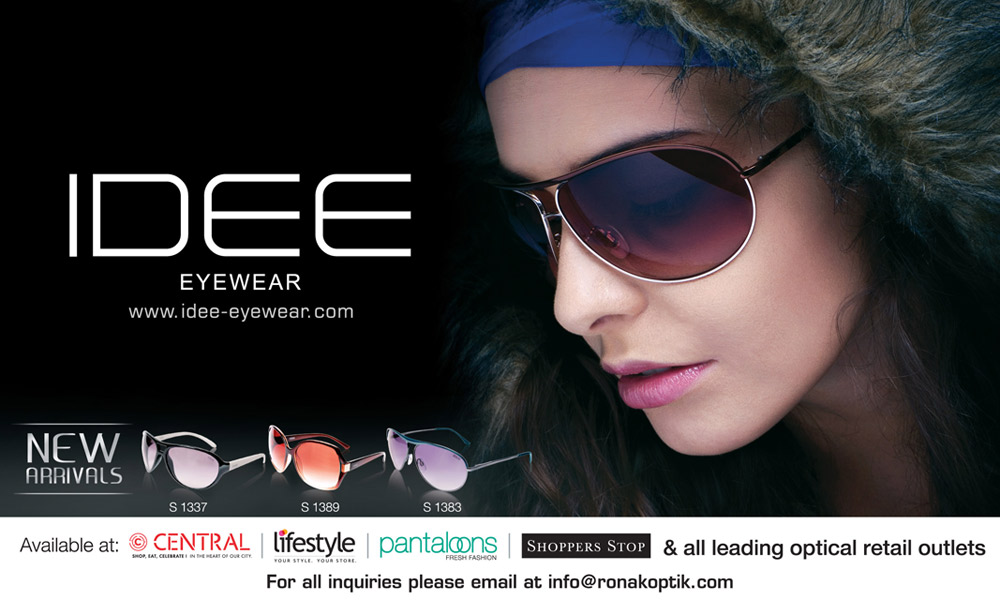 IDEE
EYEWEAR
www.idee-eyewear.com
NEW
ARRIVALS
S 1337
S 1389
S 1383
Available at: © CENTRAL lifestyle pantaloons SHOPPERS STOP & all leading optical retail outlets
SHOP, EAT, CELEBRATE ! IN THE HEART OF OUR CITY.
YOUR STYLE. YOUR STORE.
FRESH FASHION
For all inquiries please email at info@ronakoptik.com